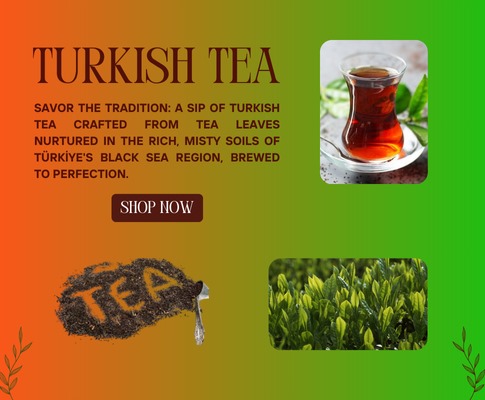 TURKISH TEA
SAVOR THE TRADITION: A SIP OF TURKISH
TEA CRAFTED FROM TEA LEAVES
NURTURED IN THE RICH, MISTY SOILS OF
TÜRKİYE'S BLACK SEA REGION, BREWED
TO PERFECTION.
SHOP NOW
TEA